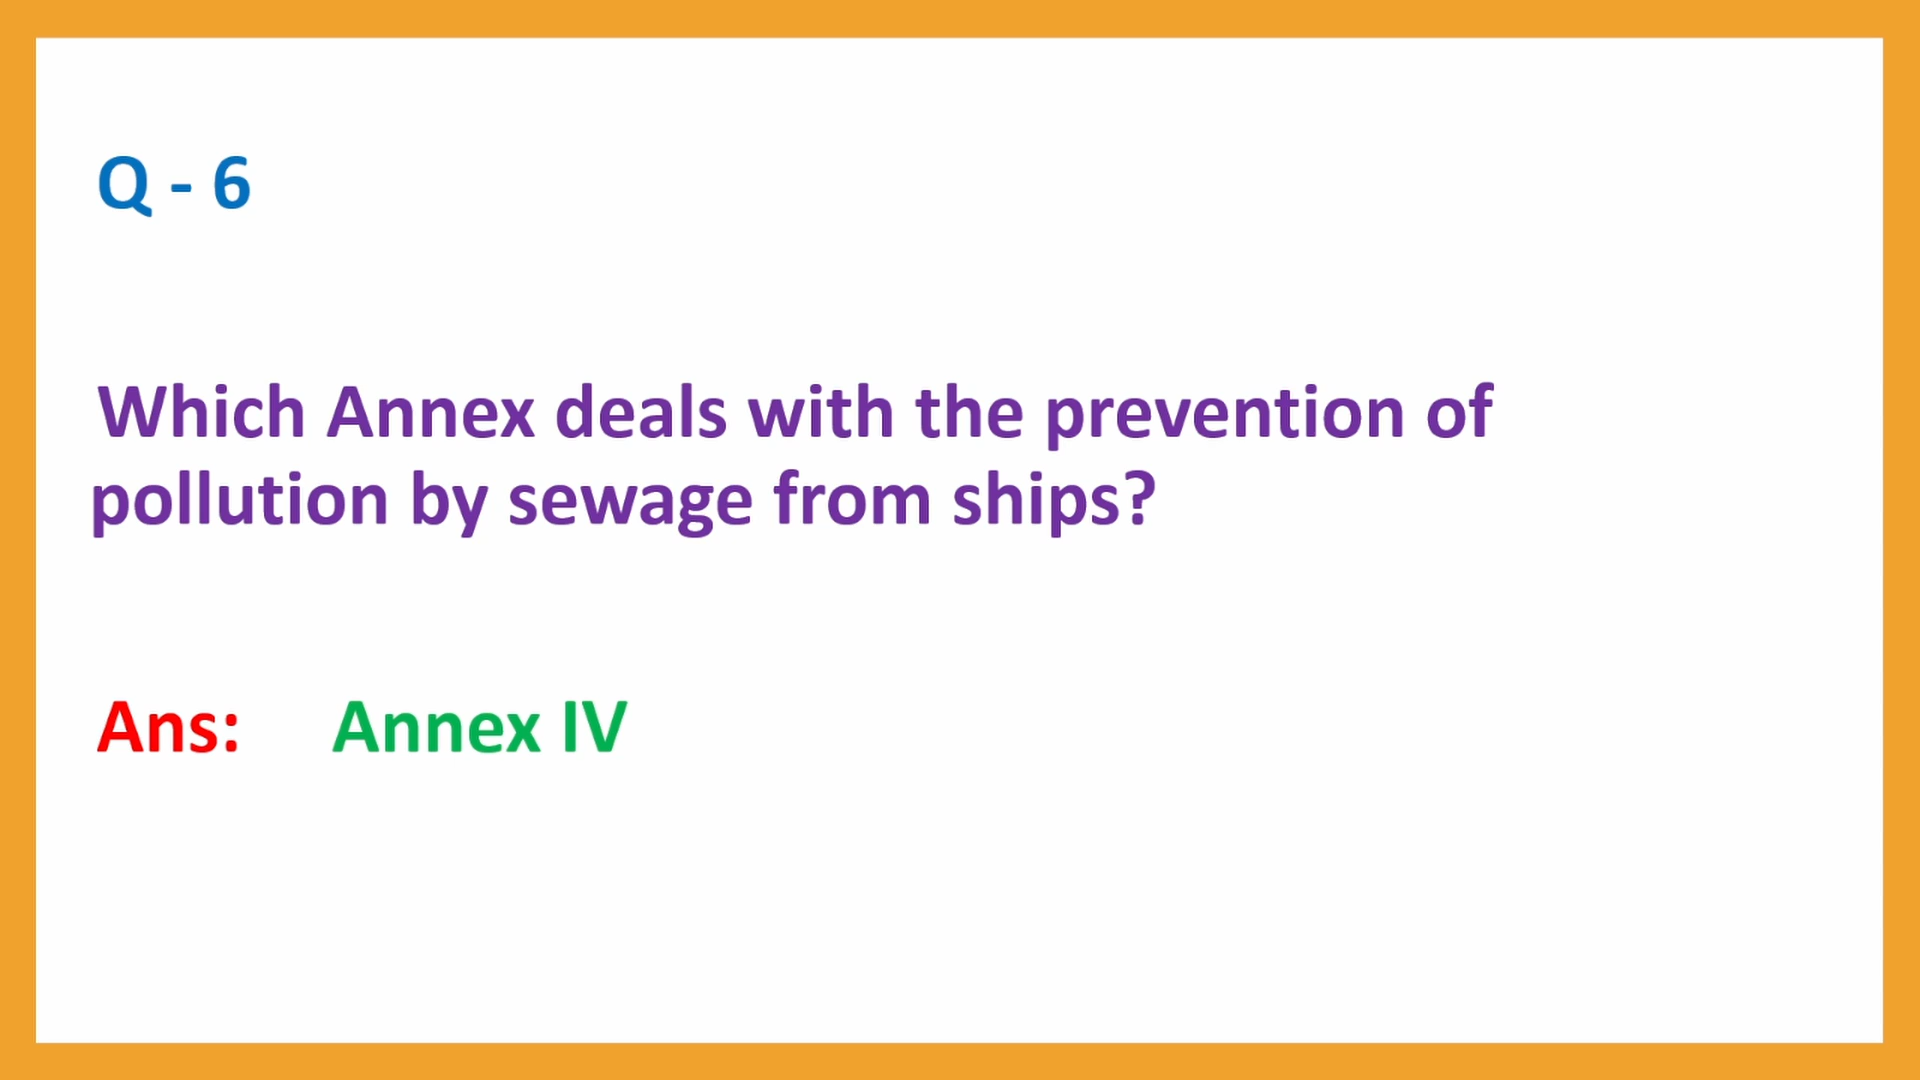 Q - 6
Which Annex deals with the prevention of
pollution by sewage from ships?
Ans: Annex IV